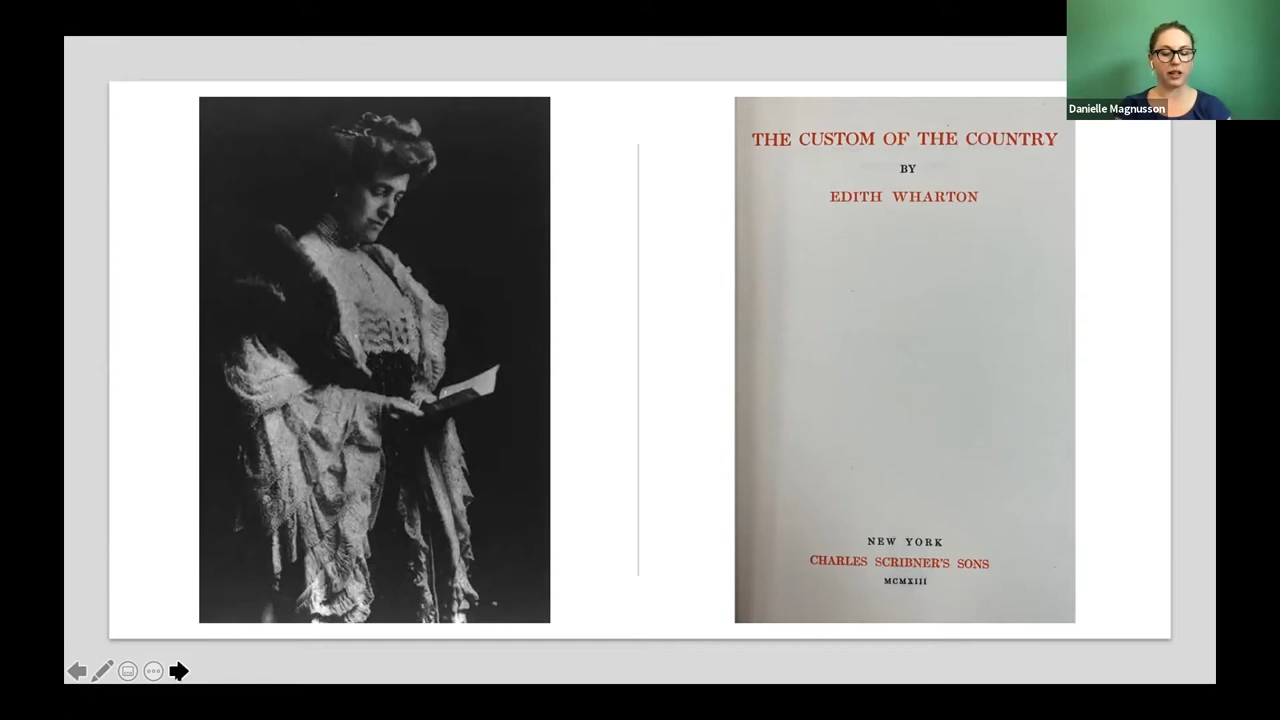 Danielle Magnusson
THE CUSTOM OF THE COUNTRY
BY
EDITH WHARTON
NEW YORK
CHARLES SCRIBNER'S SONS
MCMXIII